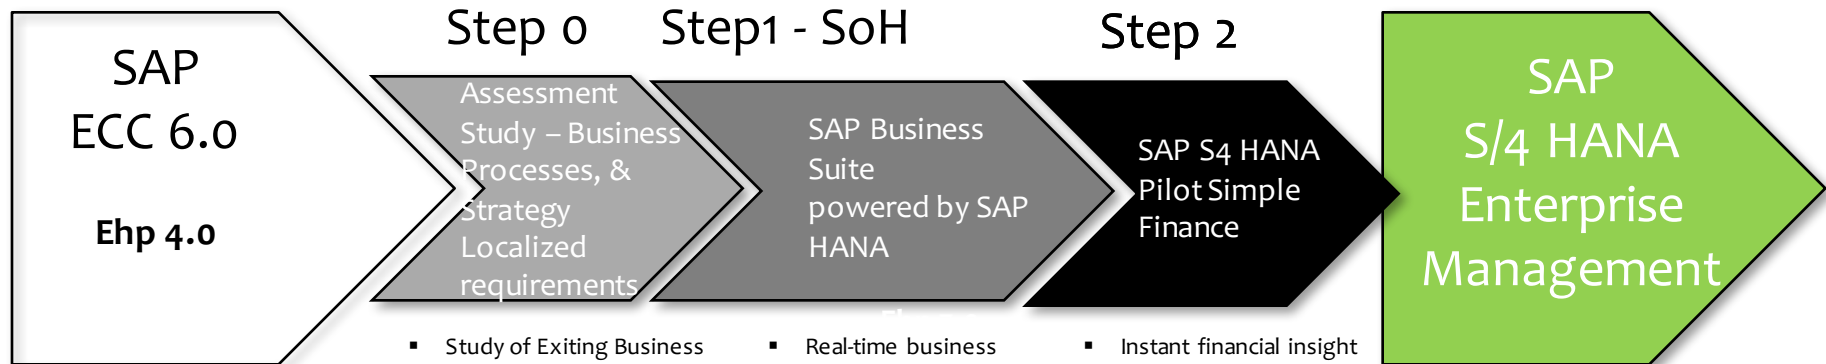 SAP
ECC 6.0
Ehp 4.0
Step 0
Assessment
Study – Business
Processes, &
Strategy
Localized
requirements
▪ Study of Exiting Business
Step1 - SoH
SAP Business
Suite
powered by SAP
HANA
▪ Real-time business
Step 2
SAP S4 HANA
Pilot Simple
Finance
▪ Instant financial insight
SAP
S/4 HANA
Enterprise
Management